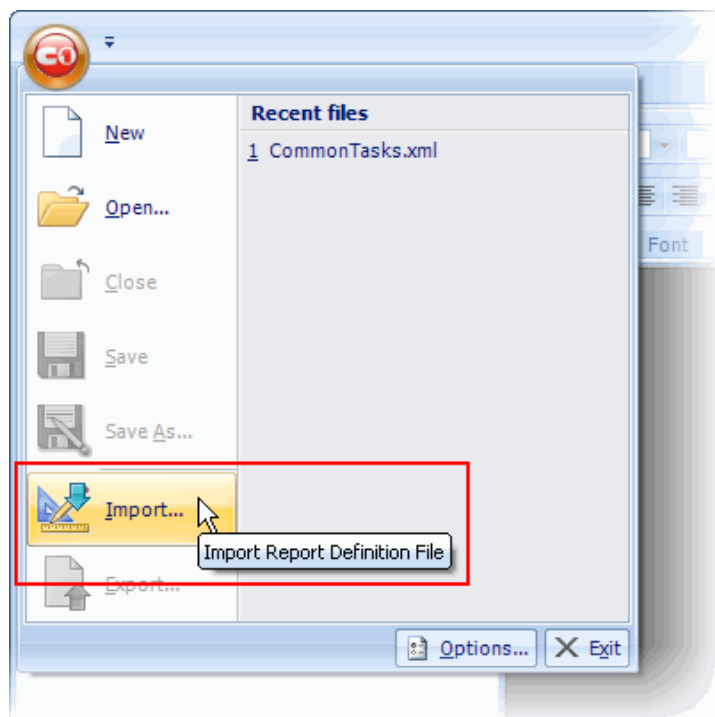 C1
New
Open...
Close
Save
Save As...
Import...
Export...
Recent files
1 CommonTasks.xml
Import Report Definition File
Font
Options...
Exit